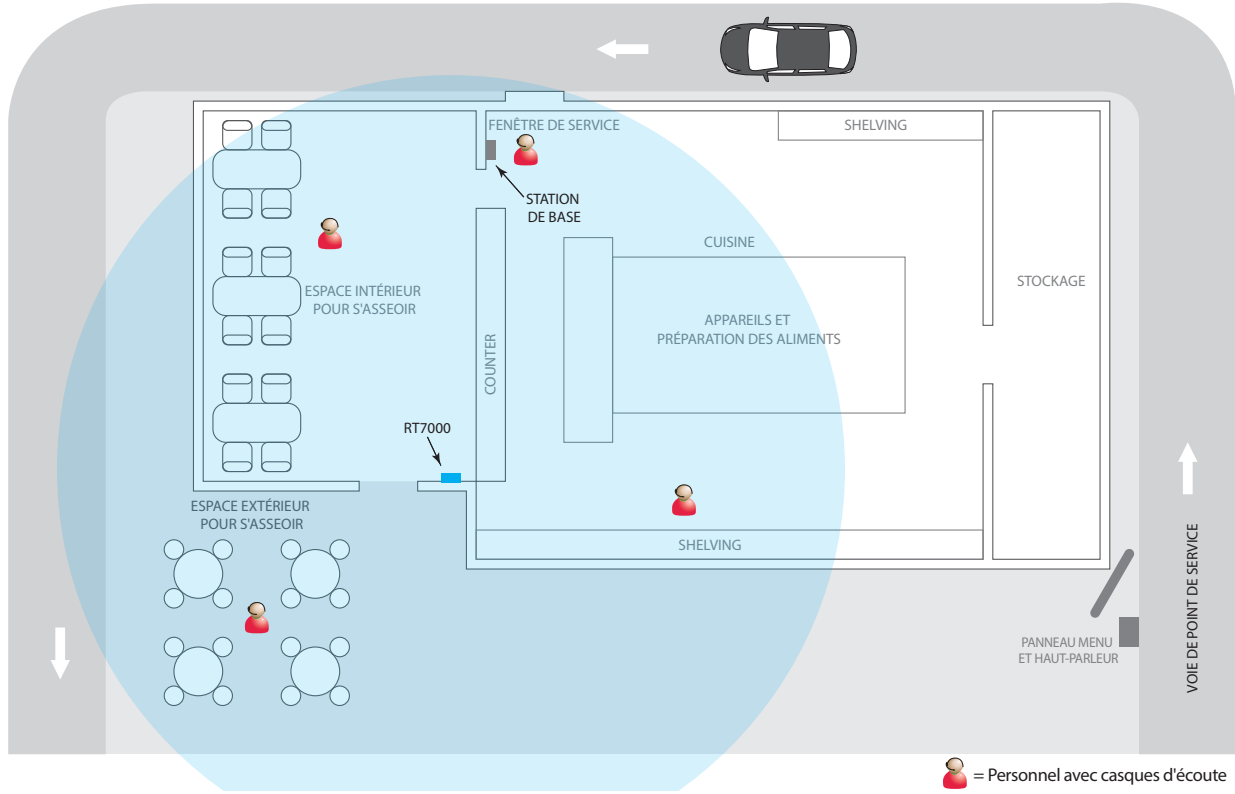 FENÊTRE DE SERVICE
SHELVING
STATION
DE BASE
CUISINE
ESPACE INTÉRIEUR
POUR S'ASSEOIR
STOCKAGE
APPAREILS ET
PRÉPARATION DES ALIMENTS
COUNTER
RT7000
ESPACE EXTÉRIEUR
POUR S'ASSEOIR
SHELVING
PANNEAU MENU
ET HAUT-PARLEUR
VOIE DE POINT DE SERVICE
= Personnel avec casques d'écoute